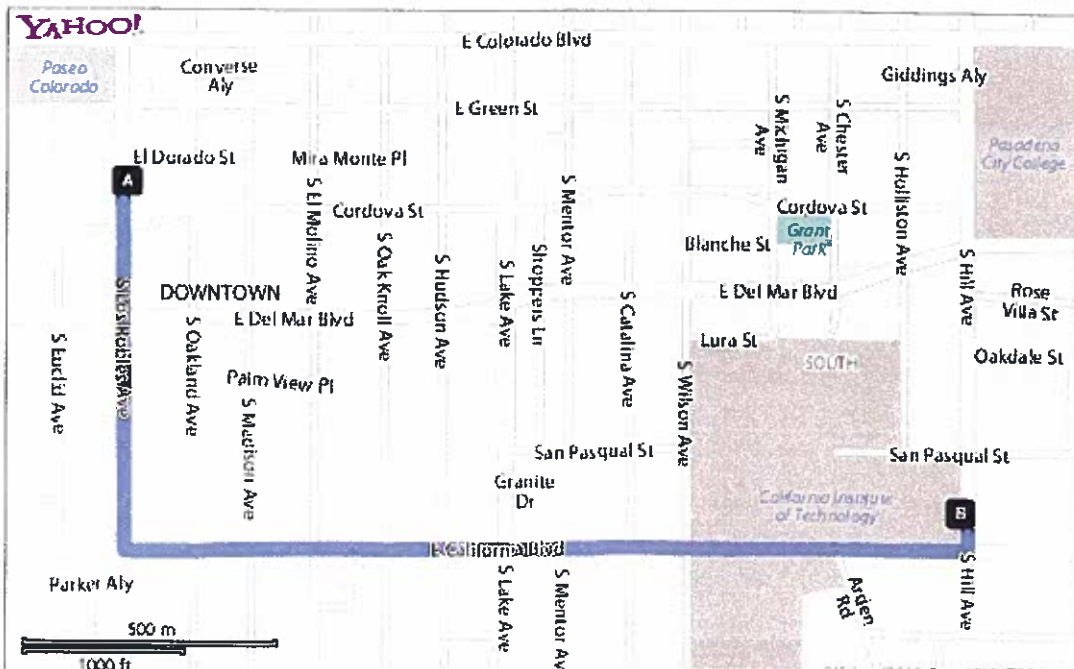 YAHOO!
E Colorado Blvd
Paseo
Colorado
Converse
Aly
Giddings Aly
E Green St
S Michigan
Ave
S Chester
Ave
El Dorado St
Mira Monte Pl
Pasadena
City College
A
S Holliston Ave
S El Molino Ave
Cordova St
S Mentor Ave
Cordova St
Grant
Park
Blanche St
S Oak Knoll Ave
S Hudson Ave
S Lake Ave
Shoppers Ln
S Hill Ave
DOWNTOWN
E Del Mar Blvd
Rose
Villa St
S Los Robles Ave
S Oakland Ave
E Del Mar Blvd
S Catalina Ave
S Euclid Ave
Lura St
SOUTH
Oakdale St
Palm View Pl
S Wilson Ave
S Madison Ave
San Pasqual St
San Pasqual St
Granite
Dr
California Institute
of Technology
B
E California Blvd
Parker Aly
S Lake Ave
S Mentor Av
Arden
Rd
S Hill Ave
500 m
1000 ft